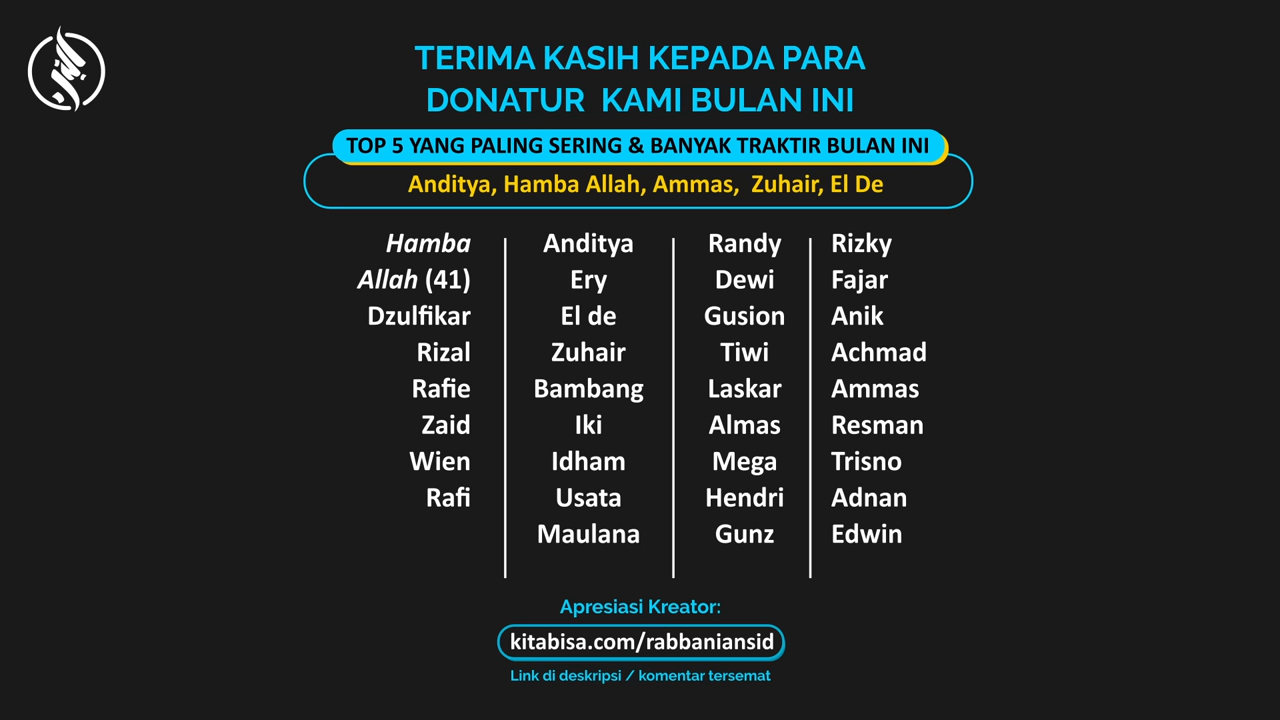 TERIMA KASIH KEPADA PARA
DONATUR KAMI BULAN INI
TOP 5 YANG PALING SERING & BANYAK TRAKTIR BULAN INI
Anditya, Hamba Allah, Ammas, Zuhair, El De
Hamba
Allah (41)
Dzulfikar
Rizal
Rafie
Zaid
Wien
Rafi
Anditya
Ery
El de
Zuhair
Bambang
Iki
Idham
Usata
Maulana
Randy
Dewi
Gusion
Tiwi
Laskar
Almas
Mega
Hendri
Gunz
Rizky
Fajar
Anik
Achmad
Ammas
Resman
Trisno
Adnan
Edwin
Apresiasi Kreator:
kitabisa.com/rabbaniansid
Link di deskripsi / komentar tersemat